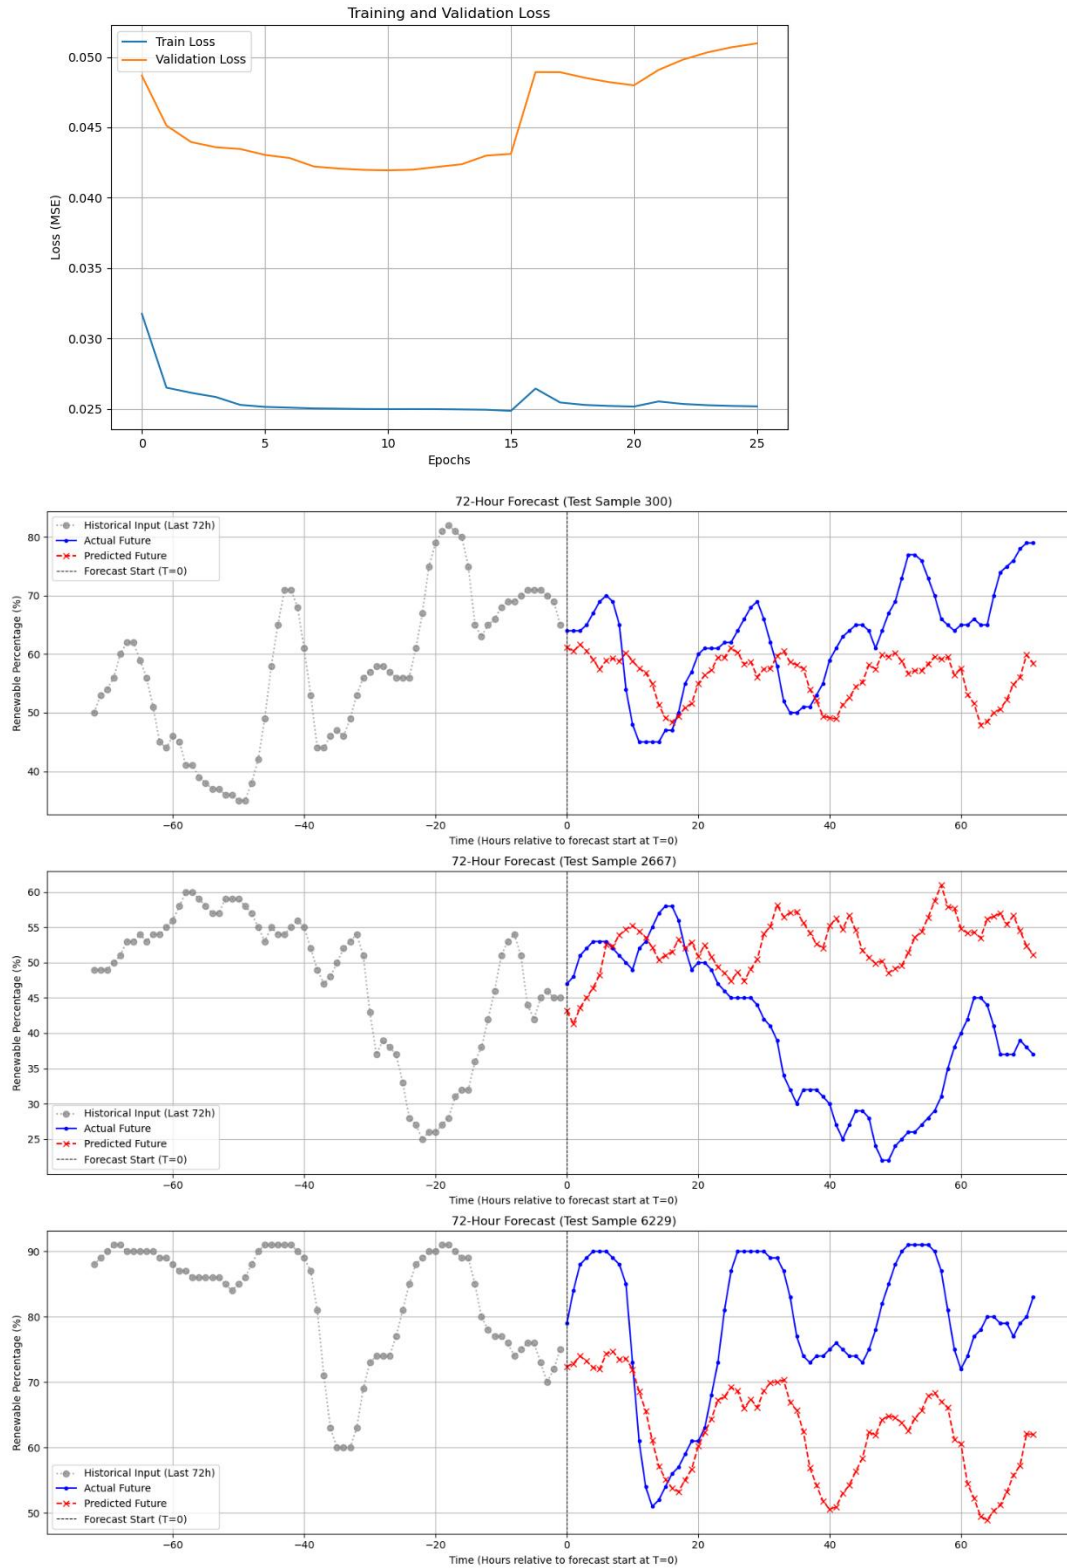 Training and Validation Loss
Train Loss
Validation Loss
0.050
0.045
0.040
0.035
0.030
0.025
Loss (MSE)
0 5 10 15 20 25
Epochs
72-Hour Forecast (Test Sample 300)
Historical Input (Last 72h)
Actual Future
Predicted Future
Forecast Start (T=0)
80
70
60
50
40
Renewable Percentage (%)
−60 −40 −20 0 20 40 60
Time (Hours relative to forecast start at T=0)
72-Hour Forecast (Test Sample 2667)
60
55
50
45
40
35
30
25
Renewable Percentage (%)
Historical Input (Last 72h)
Actual Future
Predicted Future
Forecast Start (T=0)
−60 −40 −20 0 20 40 60
Time (Hours relative to forecast start at T=0)
72-Hour Forecast (Test Sample 6229)
90
80
70
60
50
Renewable Percentage (%)
Historical Input (Last 72h)
Actual Future
Predicted Future
Forecast Start (T=0)
−60 −40 −20 0 20 40 60
Time (Hours relative to forecast start at T=0)